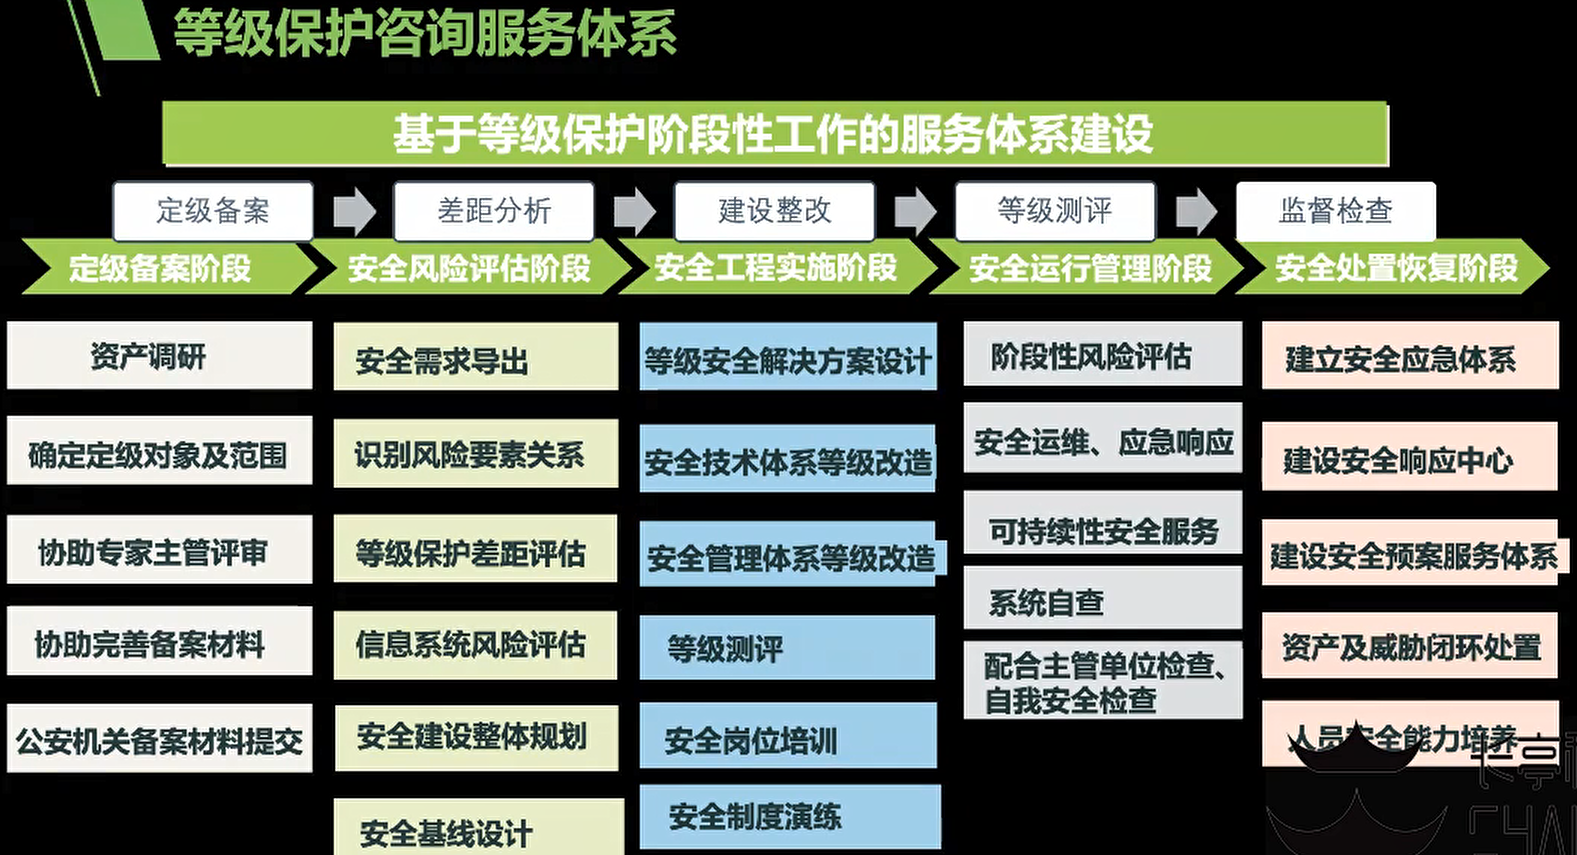 等级保护咨询服务体系
基于等级保护阶段性工作的服务体系建设
定级备案
差距分析
建设整改
等级测评
监督检查
定级备案阶段
安全风险评估阶段
安全工程实施阶段
安全运行管理阶段
安全处置恢复阶段
资产调研
确定定级对象及范围
协助专家主管评审
协助完善备案材料
公安机关备案材料提交
安全需求导出
识别风险要素关系
等级保护差距评估
信息系统风险评估
安全建设整体规划
安全基线设计
等级安全解决方案设计
安全技术体系等级改造
安全管理体系等级改造
等级测评
安全岗位培训
安全制度演练
阶段性风险评估
安全运维、应急响应
可持续性安全服务
系统自查
配合主管单位检查、
自我安全检查
建立安全应急体系
建设安全响应中心
建设安全预案服务体系
资产及威胁闭环处置
人员安全能力培养
长亭